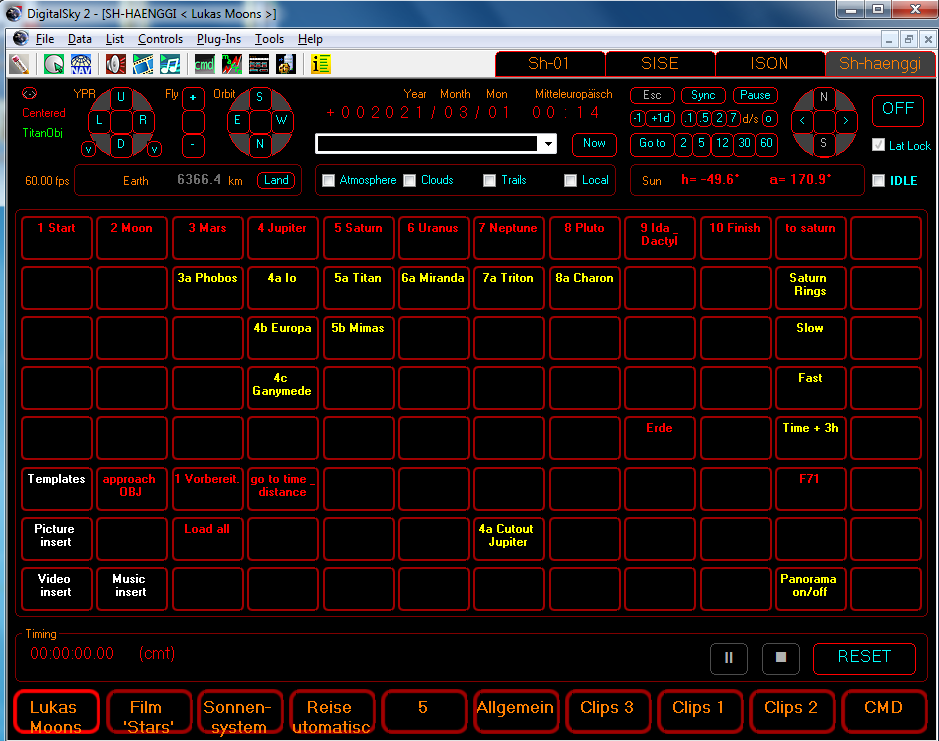 DigitalSky 2 - [SH-HAENGGI < Lukas Moons >]
File Data List Controls Plug-Ins Tools Help
NAV cmd
Sh-01 SISE ISON Sh-haenggi
YPR Fly Orbit Year Month Mon Mitteleuropäisch
Centered
TitanObj
U L R D v v
+ -
S E W N
+002021/03/01 00:14
Now
Esc Sync Pause
-1 +1d .1 .5 2 7 d/s o
Go to 2 5 12 30 60
N < > S
OFF
Lat Lock
60.00 fps Earth 6366.4 km Land
Atmosphere Clouds Trails Local
Sun h= -49.6° a= 170.9°
IDLE
1 Start 2 Moon 3 Mars 4 Jupiter 5 Saturn 6 Uranus 7 Neptune 8 Pluto 9 Ida _ Dactyl 10 Finish to saturn
3a Phobos 4a Io 5a Titan 6a Miranda 7a Triton 8a Charon Saturn Rings
4b Europa 5b Mimas Slow
4c Ganymede Fast
Erde Time + 3h
Templates approach OBJ 1 Vorbereit. go to time _ distance F71
Picture insert Load all 4a Cutout Jupiter
Video insert Music insert Panorama on/off
Timing
00:00:00.00 (cmt)
RESET
Lukas Moons Film 'Stars' Sonnen- system Reise utomatisc 5 Allgemein Clips 3 Clips 1 Clips 2 CMD